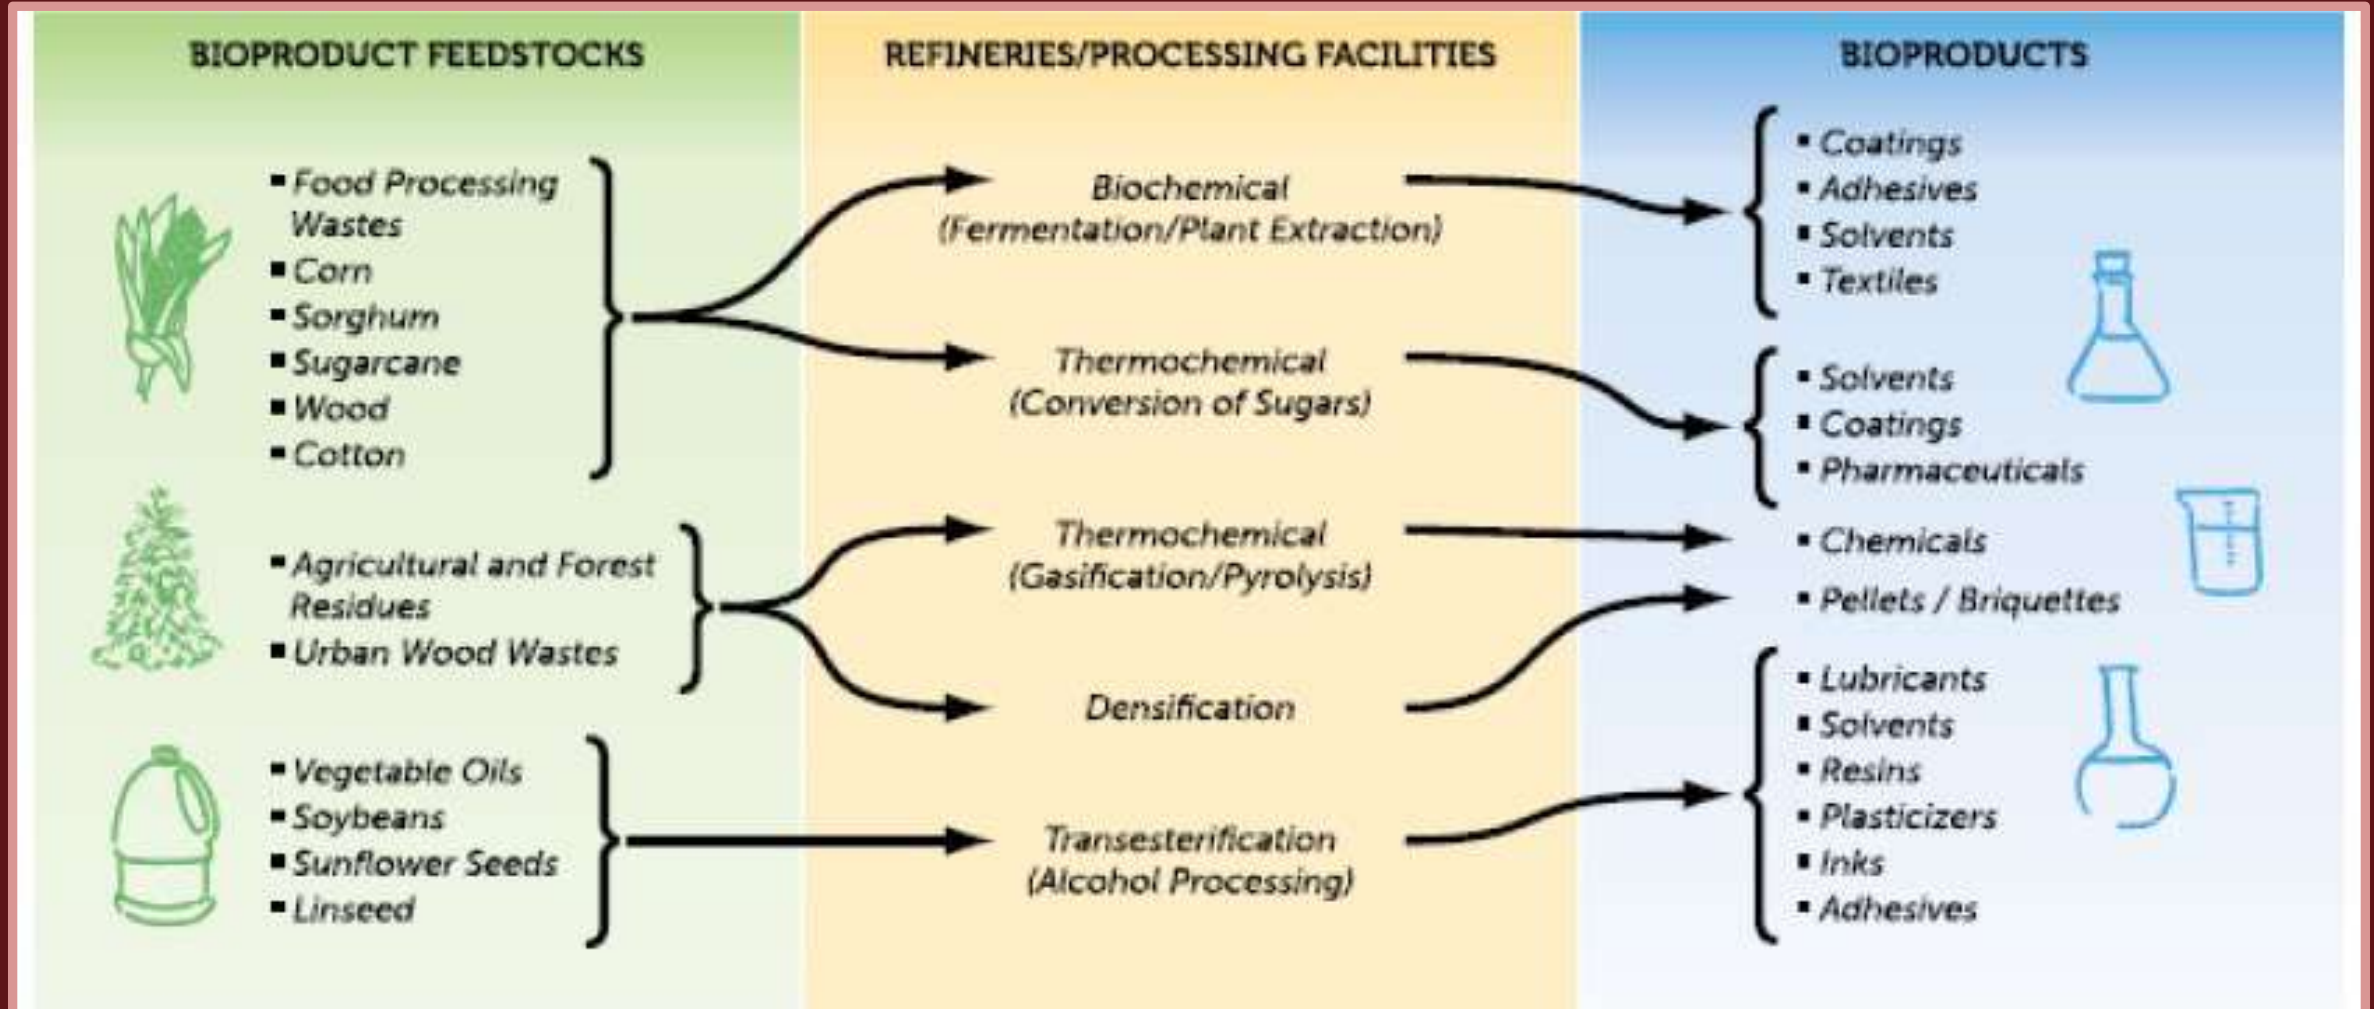 BIOPRODUCT FEEDSTOCKS
▪ Food Processing
Wastes
▪ Corn
▪ Sorghum
▪ Sugarcane
▪ Wood
▪ Cotton
▪ Agricultural and Forest
Residues
▪ Urban Wood Wastes
▪ Vegetable Oils
▪ Soybeans
▪ Sunflower Seeds
▪ Linseed
REFINERIES/PROCESSING FACILITIES
Biochemical
(Fermentation/Plant Extraction)
Thermochemical
(Conversion of Sugars)
Thermochemical
(Gasification/Pyrolysis)
Densification
Transesterification
(Alcohol Processing)
BIOPRODUCTS
▪ Coatings
▪ Adhesives
▪ Solvents
▪ Textiles
▪ Solvents
▪ Coatings
▪ Pharmaceuticals
▪ Chemicals
▪ Pellets / Briquettes
▪ Lubricants
▪ Solvents
▪ Resins
▪ Plasticizers
▪ Inks
▪ Adhesives